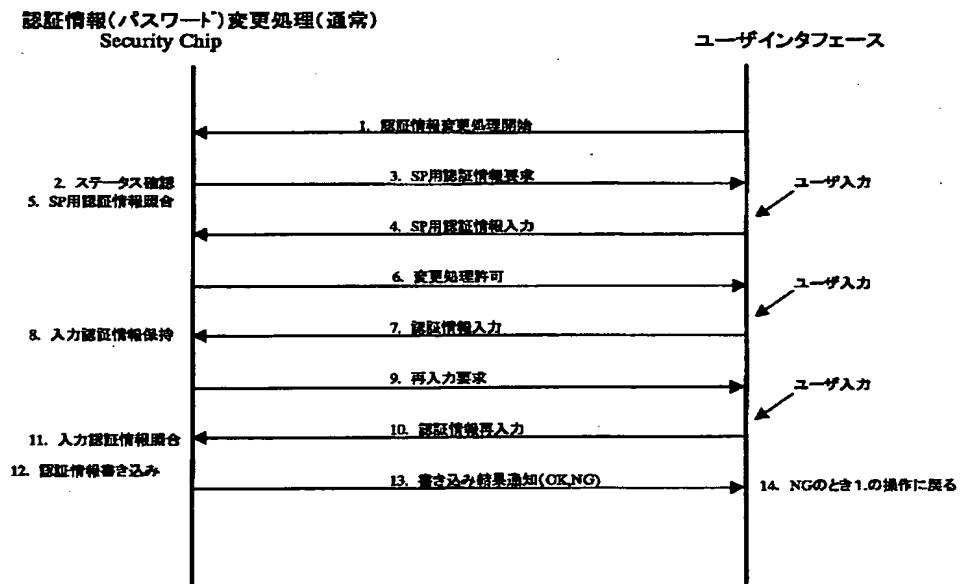 認証情報(パスワード)変更処理(通常)
Security Chip
ユーザインタフェース
1. 認証情報変更処理開始
2. ステータス確認
3. SP用認証情報要求
ユーザ入力
5. SP用認証情報照合
4. SP用認証情報入力
6. 変更処理許可
ユーザ入力
8. 入力認証情報保持
7. 認証情報入力
9. 再入力要求
ユーザ入力
11. 入力認証情報照合
10. 認証情報再入力
12. 認証情報書き込み
13. 書き込み結果通知(OK,NG)
14. NGのとき1.の操作に戻る